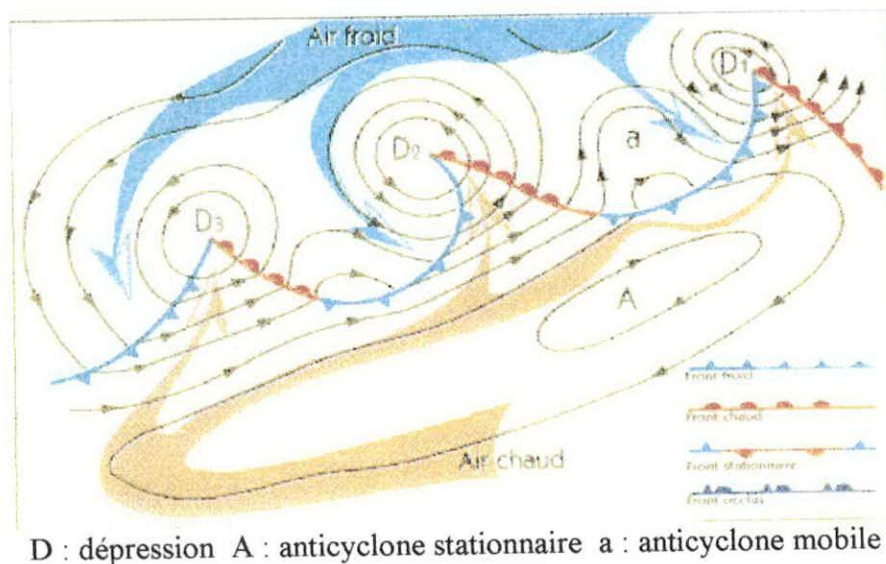 Air froid
D1
D2
a
D3
A
Front froid
Front chaud
Air chaud
Front stationnaire
Front occlus
D : dépression A : anticyclone stationnaire a : anticyclone mobile